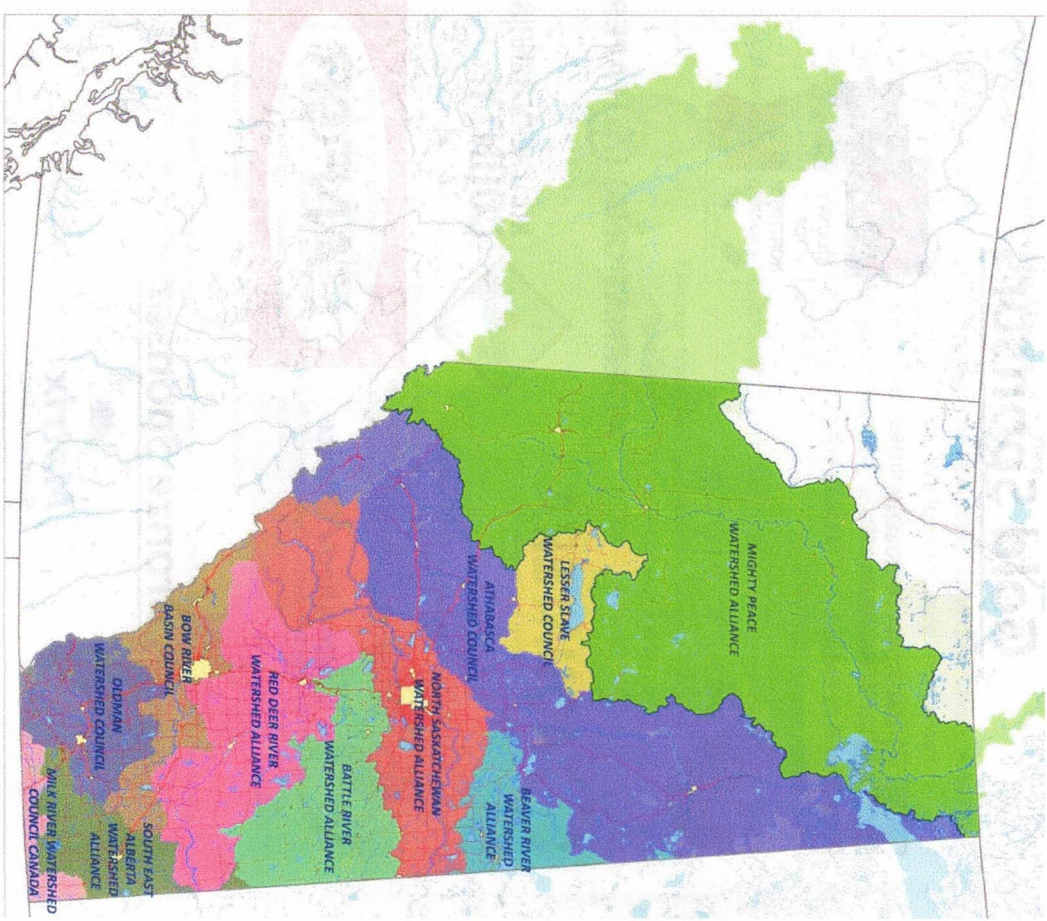 MIGHTY PEACE
WATERSHED ALLIANCE
LESSER SLAVE
WATERSHED COUNCIL
ATHABASCA
WATERSHED COUNCIL
BEAVER RIVER
WATERSHED
ALLIANCE
NORTH SASKATCHEWAN
WATERSHED ALLIANCE
BATTLE RIVER
WATERSHED ALLIANCE
RED DEER RIVER
WATERSHED ALLIANCE
BOW RIVER
BASIN COUNCIL
OLDMAN
WATERSHED COUNCIL
SOUTH EAST
ALBERTA
WATERSHED
ALLIANCE
MILK RIVER WATERSHED
COUNCIL CANADA